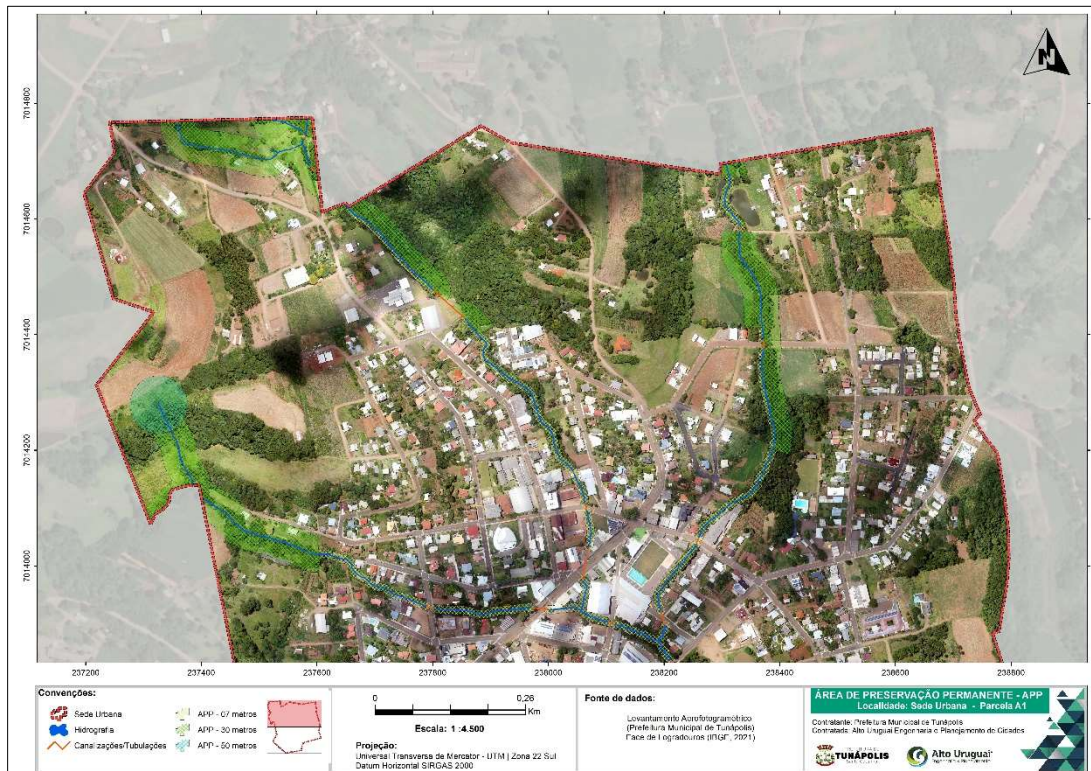 N
7014800
7014600
7014400
7014200
7014000
237200
237400
237600
237800
238000
238200
238400
238600
238800
Convenções:
Sede Urbana
Hidrografia
Canalizações/Tubulações
APP - 07 metros
APP - 30 metros
APP - 50 metros
0 0,26
Km
Escala: 1 :4.500
Projeção:
Universal Transversa de Mercator - UTM | Zona 22 Sul
Datum Horizontal SIRGAS 2000
Fonte de dados:
Levantamento Aerofotogramétrico
(Prefeitura Municipal de Tunápolis)
Face de Logradouros (IBGE, 2021)
ÁREA DE PRESERVAÇÃO PERMANENTE - APP
Localidade: Sede Urbana - Parcela A1
Contratante: Prefeitura Municipal de Tunápolis
Contratada: Alto Uruguai Engenharia e Planejamento de Cidades
TUNÁPOLIS
Alto Uruguai